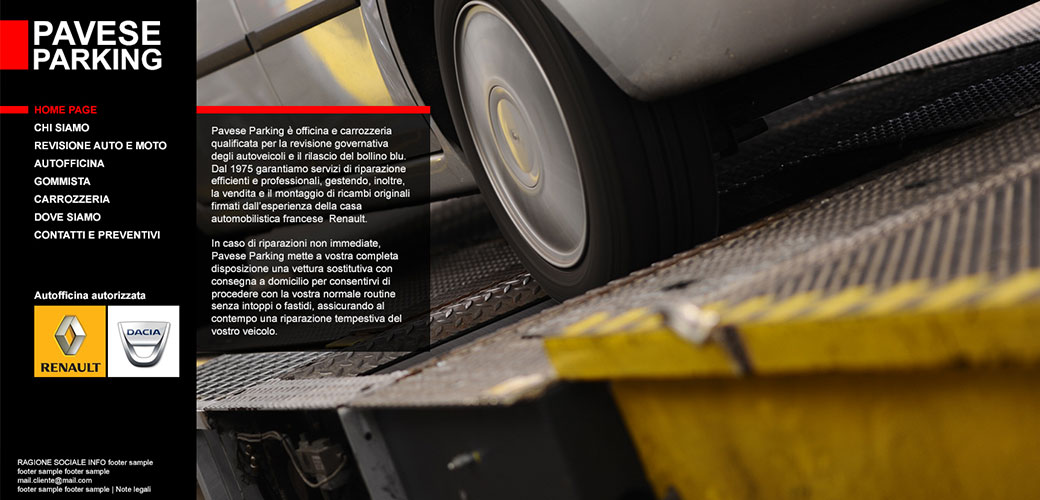 PAVESE
PARKING
HOME PAGE
CHI SIAMO
REVISIONE AUTO E MOTO
AUTOFFICINA
GOMMISTA
CARROZZERIA
DOVE SIAMO
CONTATTI E PREVENTIVI
Autofficina autorizzata
RENAULT
DACIA
RAGIONE SOCIALE INFO footer sample
footer sample footer sample
mail.cliente@mail.com
footer sample footer sample | Note legali
Pavese Parking è officina e carrozzeria
qualificata per la revisione governativa
degli autoveicoli e il rilascio del bollino blu.
Dal 1975 garantiamo servizi di riparazione
efficienti e professionali, gestendo, inoltre,
la vendita e il montaggio di ricambi originali
firmati dall'esperienza della casa
automobilistica francese Renault.
In caso di riparazioni non immediate,
Pavese Parking mette a vostra completa
disposizione una vettura sostitutiva con
consegna a domicilio per consentirvi di
procedere con la vostra normale routine
senza intoppi o fastidi, assicurando al
contempo una riparazione tempestiva del
vostro veicolo.